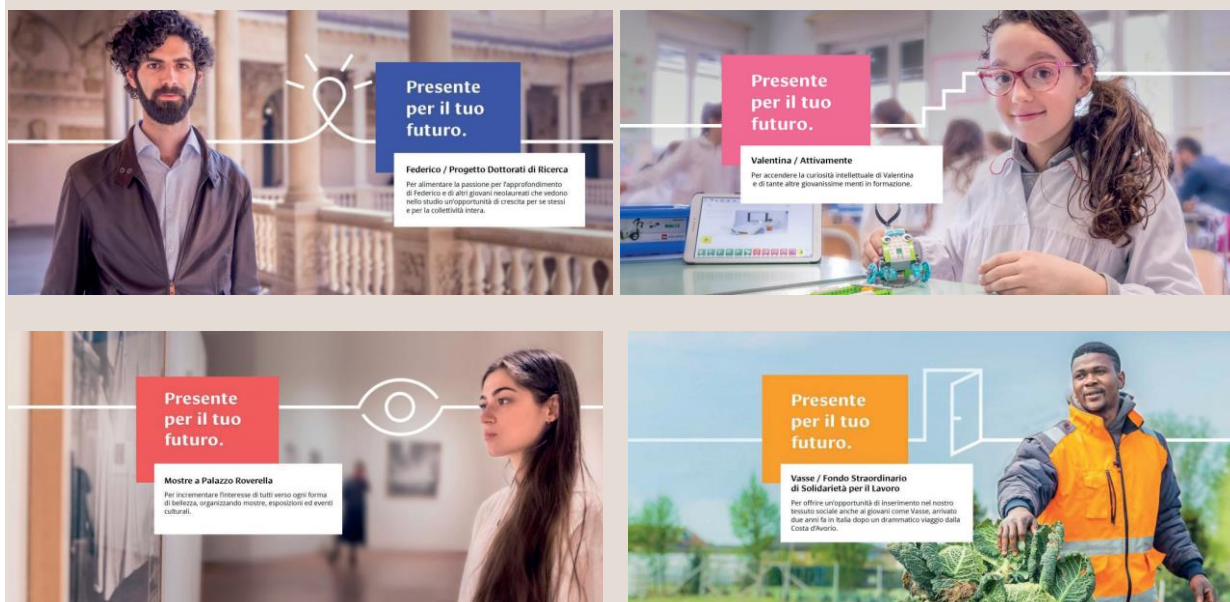 Presente
per il tuo
futuro.
Federico / Progetto Dottorati di Ricerca
Per alimentare la passione per l'approfondimento
di Federico e di altri giovani neolaureati che vedono
nello studio un'opportunità di crescita per se stessi
e per la collettività intera.
Presente
per il tuo
futuro.
Valentina / Attivamente
Per accendere la curiosità intellettuale di Valentina
e di tante altre giovanissime menti in formazione.
Presente
per il tuo
futuro.
Mostre a Palazzo Roverella
Per incrementare l'interesse di tutti verso ogni forma
di bellezza, organizzando mostre, esposizioni ed eventi
culturali.
Presente
per il tuo
futuro.
Vasse / Fondo Straordinario
di Solidarietà per il Lavoro
Per offrire un'opportunità di inserimento nel nostro
tessuto sociale anche ai giovani come Vasse, arrivato
due anni fa in Italia dopo un drammatico viaggio dalla
Costa d'Avorio.